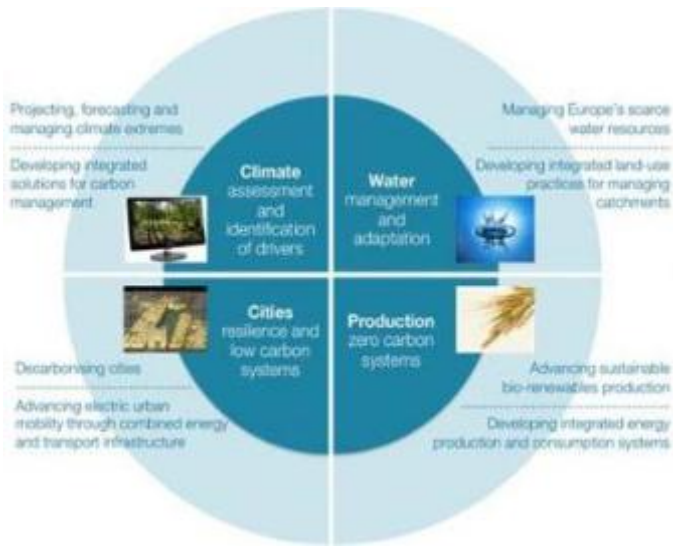 Projecting, forecasting and
managing climate extremes
Developing integrated
solutions for carbon
management
Climate
assessment
and
identification
of drivers
Water
management
and
adaptation
Managing Europe's scarce
water resources
Developing integrated land-use
practices for managing
catchments
Cities
resilience and
low carbon
systems
Production
zero carbon
systems
Decarbonising cities
Advancing electric urban
mobility through combined energy
and transport infrastructure
Advancing sustainable
bio-renewables production
Developing integrated energy
production and consumption systems